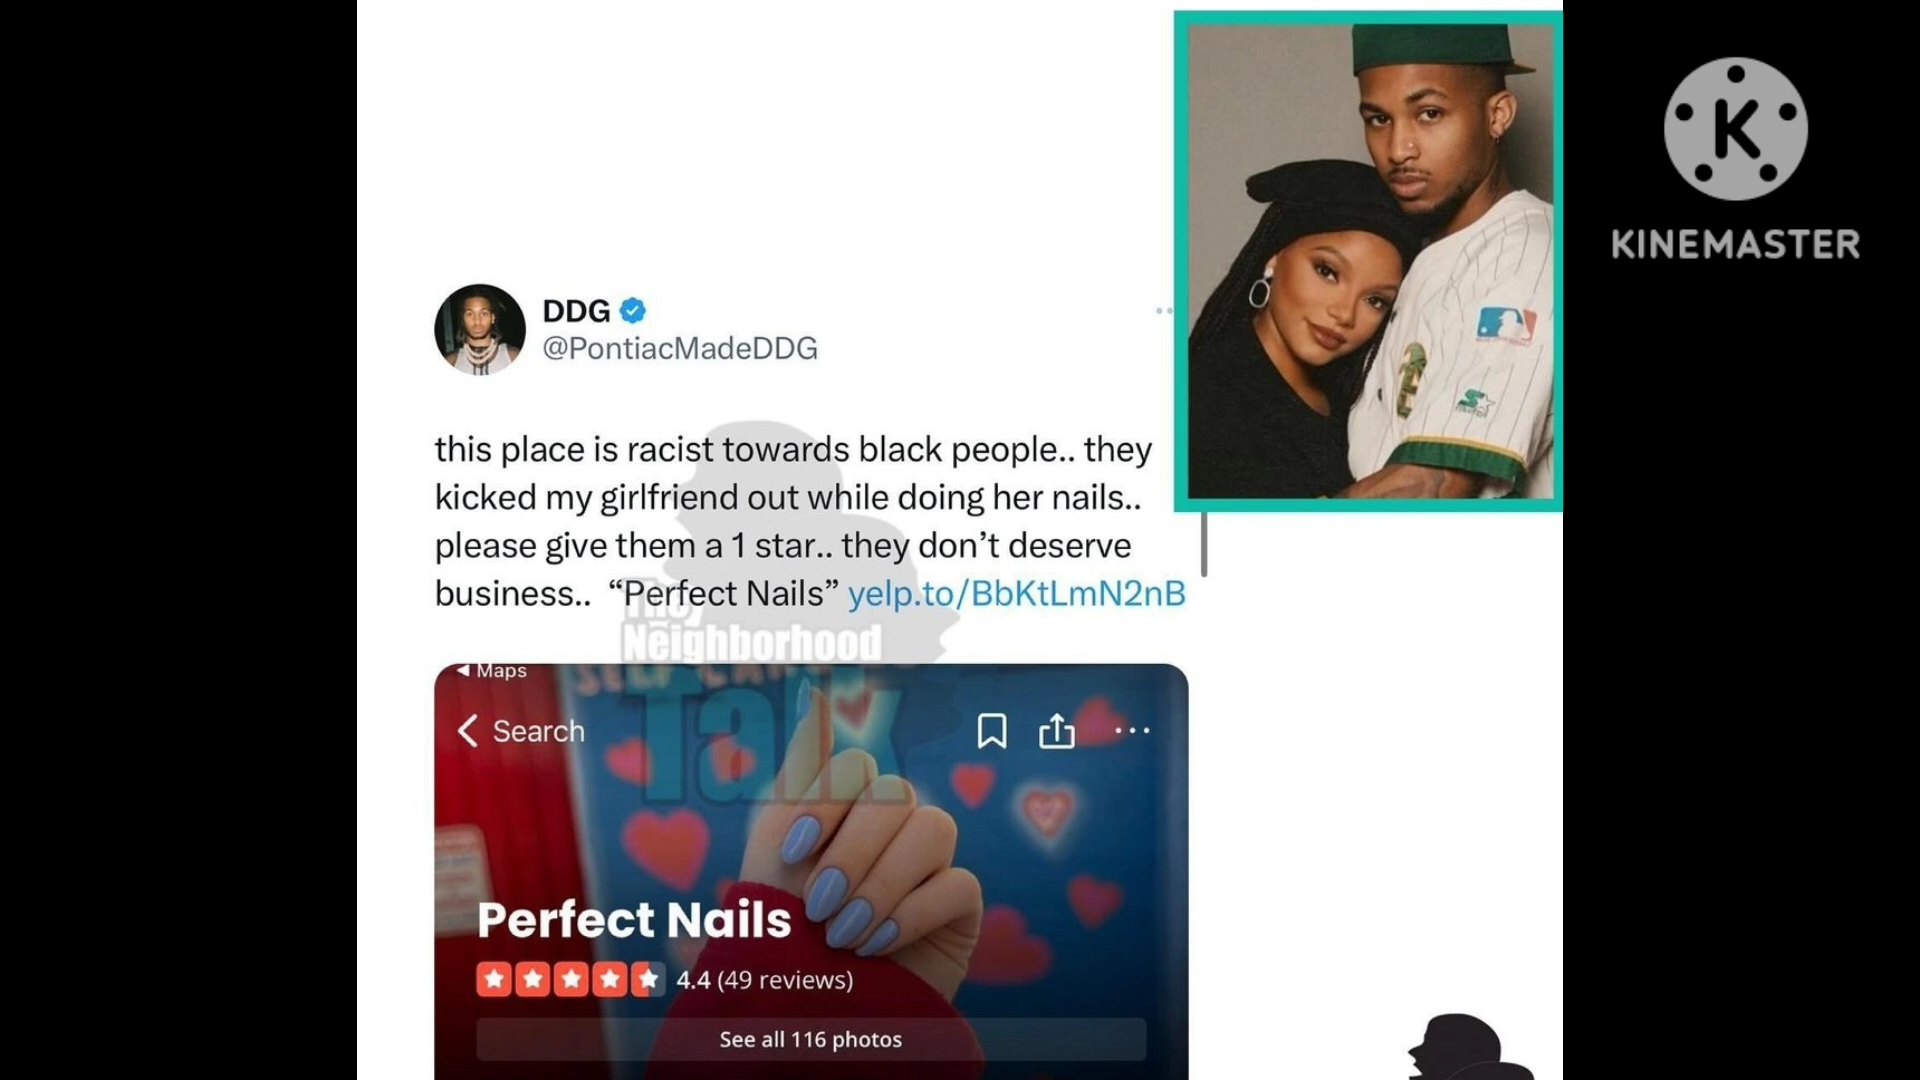 K
KINEMASTER
DDG
@PontiacMadeDDG
this place is racist towards black people.. they
kicked my girlfriend out while doing her nails..
please give them a 1 star.. they don’t deserve
business.. “Perfect Nails” yelp.to/BbKtLmN2nB
The
Neighborhood
Talk
Maps
SELF CARE
Search
Perfect Nails
4.4 (49 reviews)
See all 116 photos